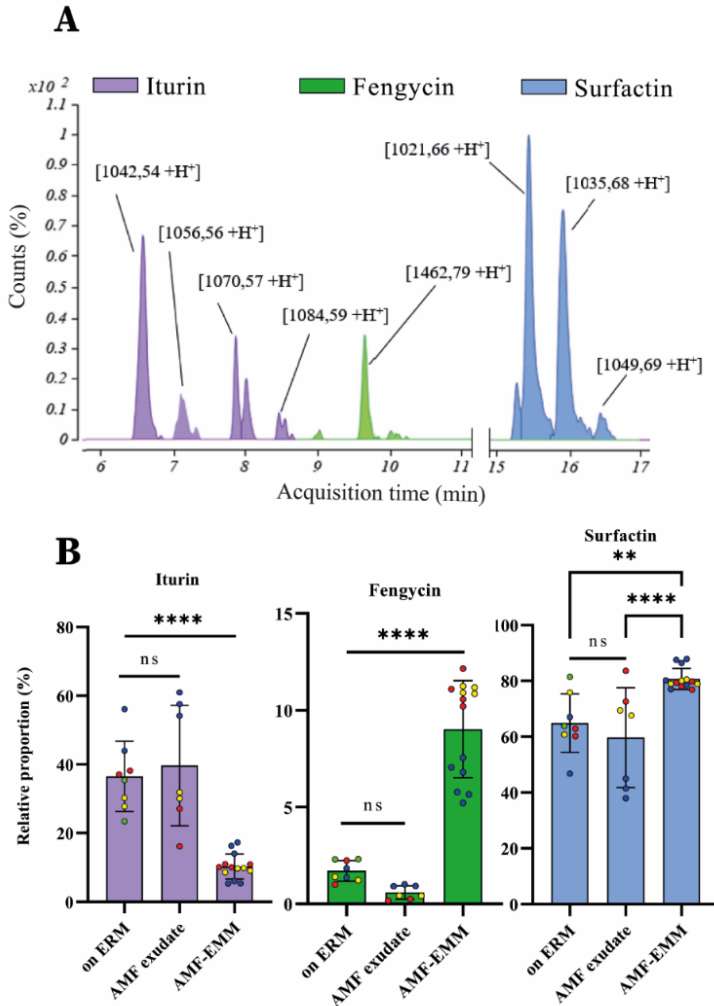 A
x10 2
Iturin
Fengycin
Surfactin
Counts (%)
1.1
1
0.9
0.8
0.7
0.6
0.5
0.4
0.3
0.2
0.1
0
[1042,54 +H+]
[1056,56 +H+]
[1070,57 +H+]
[1084,59 +H+]
[1462,79 +H+]
[1021,66 +H+]
[1035,68 +H+]
[1049,69 +H+]
6 7 8 9 10 11 15 16 17
Acquisition time (min)
B
Relative proportion (%)
Iturin
80
60
40
20
0
****
ns
on ERM
AMF exudate
AMF-EMM
Fengycin
15
10
5
0
****
ns
on ERM
AMF exudate
AMF-EMM
Surfactin
100
80
60
40
20
0
**
****
ns
on ERM
AMF exudate
AMF-EMM